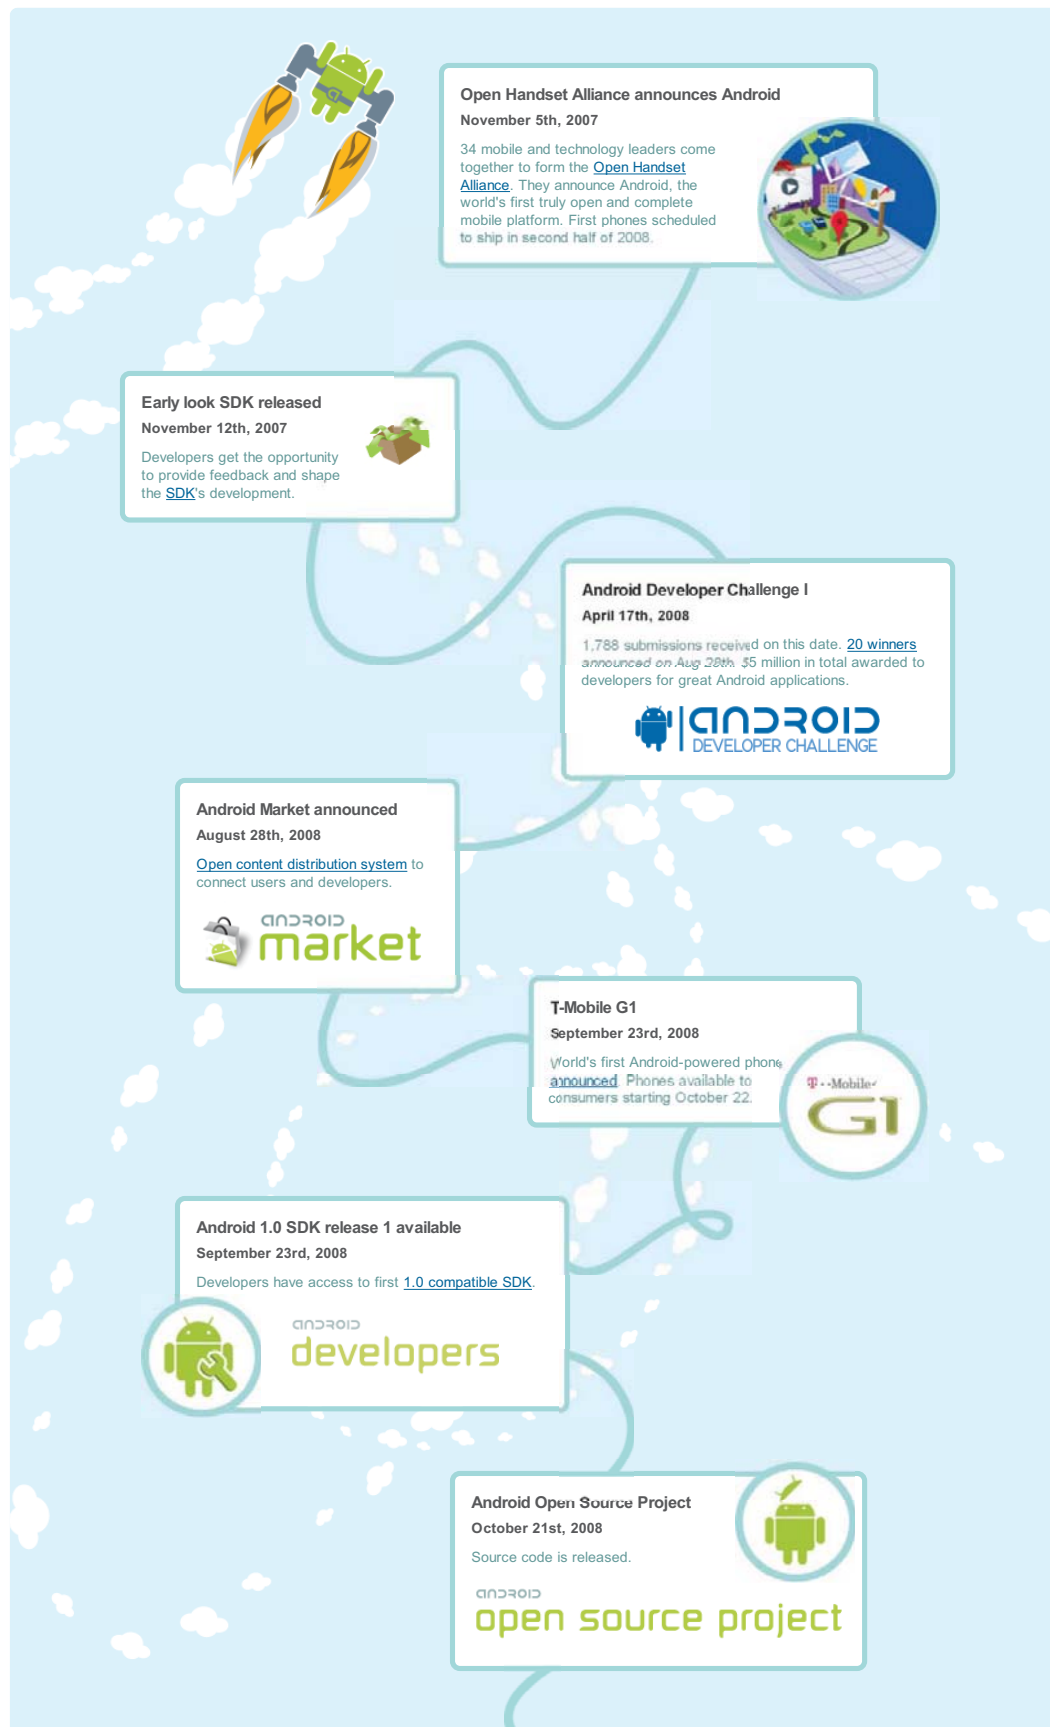 Open Handset Alliance announces Android
November 5th, 2007
34 mobile and technology leaders come
together to form the Open Handset
Alliance. They announce Android, the
world's first truly open and complete
mobile platform. First phones scheduled
to ship in second half of 2008.
Early look SDK released
November 12th, 2007
Developers get the opportunity
to provide feedback and shape
the SDK's development.
Android Developer Challenge I
April 17th, 2008
1,788 submissions received on this date. 20 winners
announced on Aug 28th. $5 million in total awarded to
developers for great Android applications.
ANDROID
DEVELOPER CHALLENGE
Android Market announced
August 28th, 2008
Open content distribution system to
connect users and developers.
ANDROID
market
T-Mobile G1
September 23rd, 2008
World's first Android-powered phone
announced. Phones available to
consumers starting October 22.
T··Mobile·
G1
Android 1.0 SDK release 1 available
September 23rd, 2008
Developers have access to first 1.0 compatible SDK.
ANDROID
developers
Android Open Source Project
October 21st, 2008
Source code is released.
ANDROID
open source project